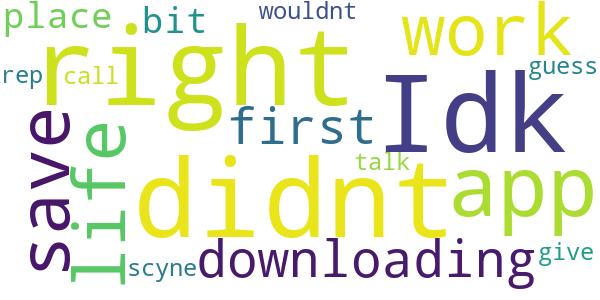 place bit wouldnt
right work
rep call Idk guess
save life first
didnt talk app
scyne downloading give